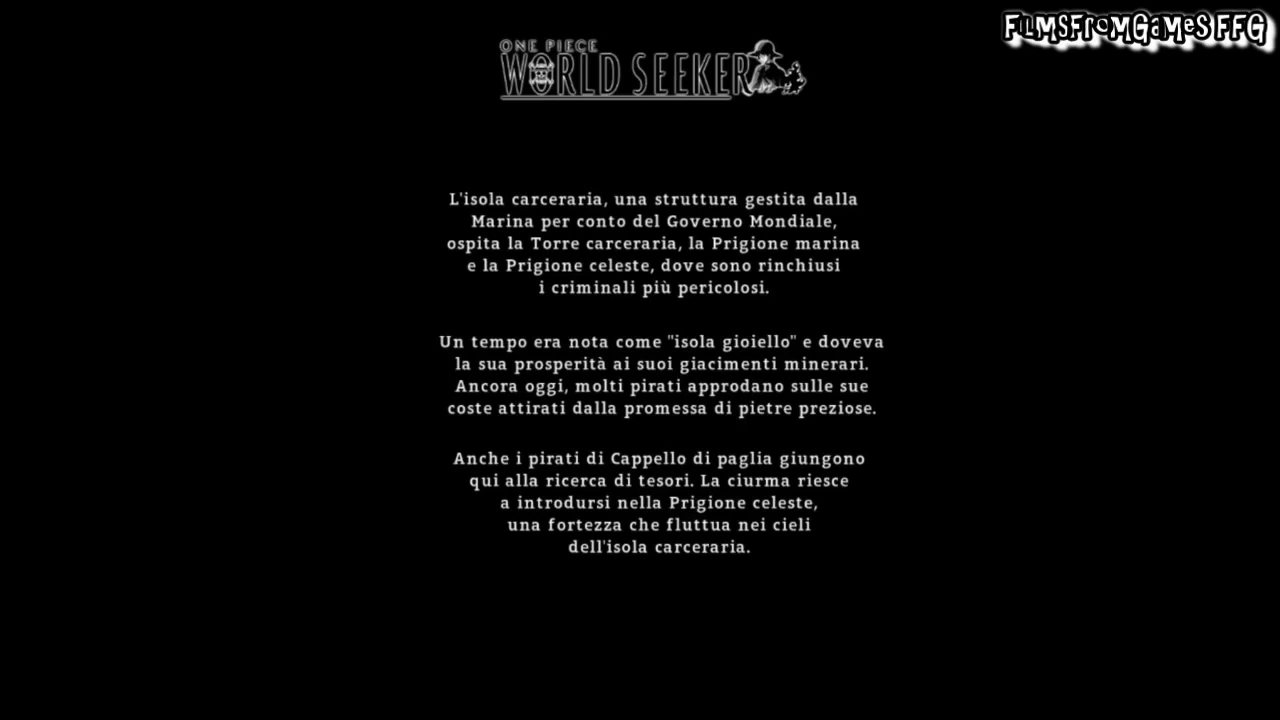 FilmsFromGames FFG
ONE PIECE
WORLD SEEKER
L'isola carceraria, una struttura gestita dalla
Marina per conto del Governo Mondiale,
ospita la Torre carceraria, la Prigione marina
e la Prigione celeste, dove sono rinchiusi
i criminali più pericolosi.
Un tempo era nota come "isola gioiello" e doveva
la sua prosperità ai suoi giacimenti minerari.
Ancora oggi, molti pirati approdano sulle sue
coste attirati dalla promessa di pietre preziose.
Anche i pirati di Cappello di paglia giungono
qui alla ricerca di tesori. La ciurma riesce
a introdursi nella Prigione celeste,
una fortezza che fluttua nei cieli
dell'isola carceraria.